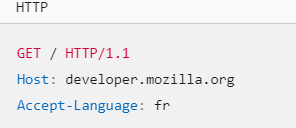 HTTP
GET / HTTP/1.1
Host: developer.mozilla.org
Accept-Language: fr